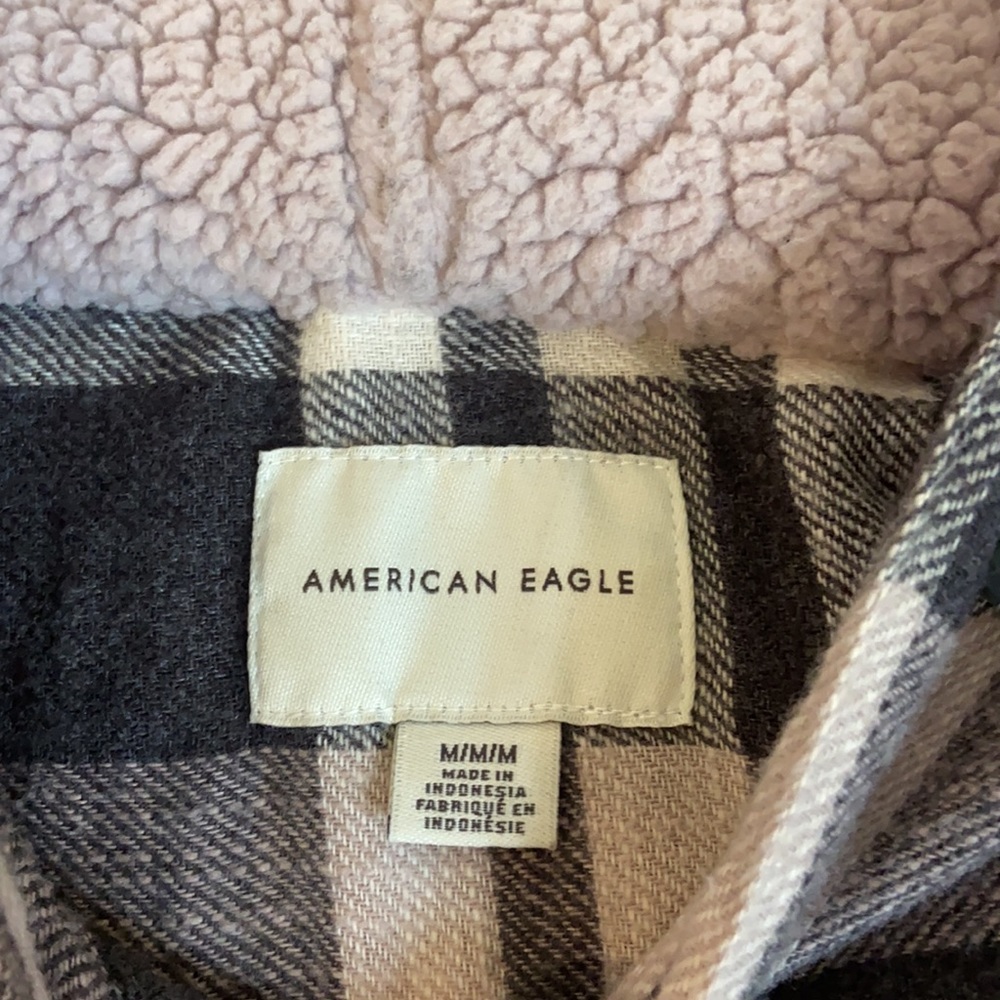 AMERICAN EAGLE
M/M/M
MADE IN
INDONESIA
FABRIQUÉ EN
INDONÉSIE